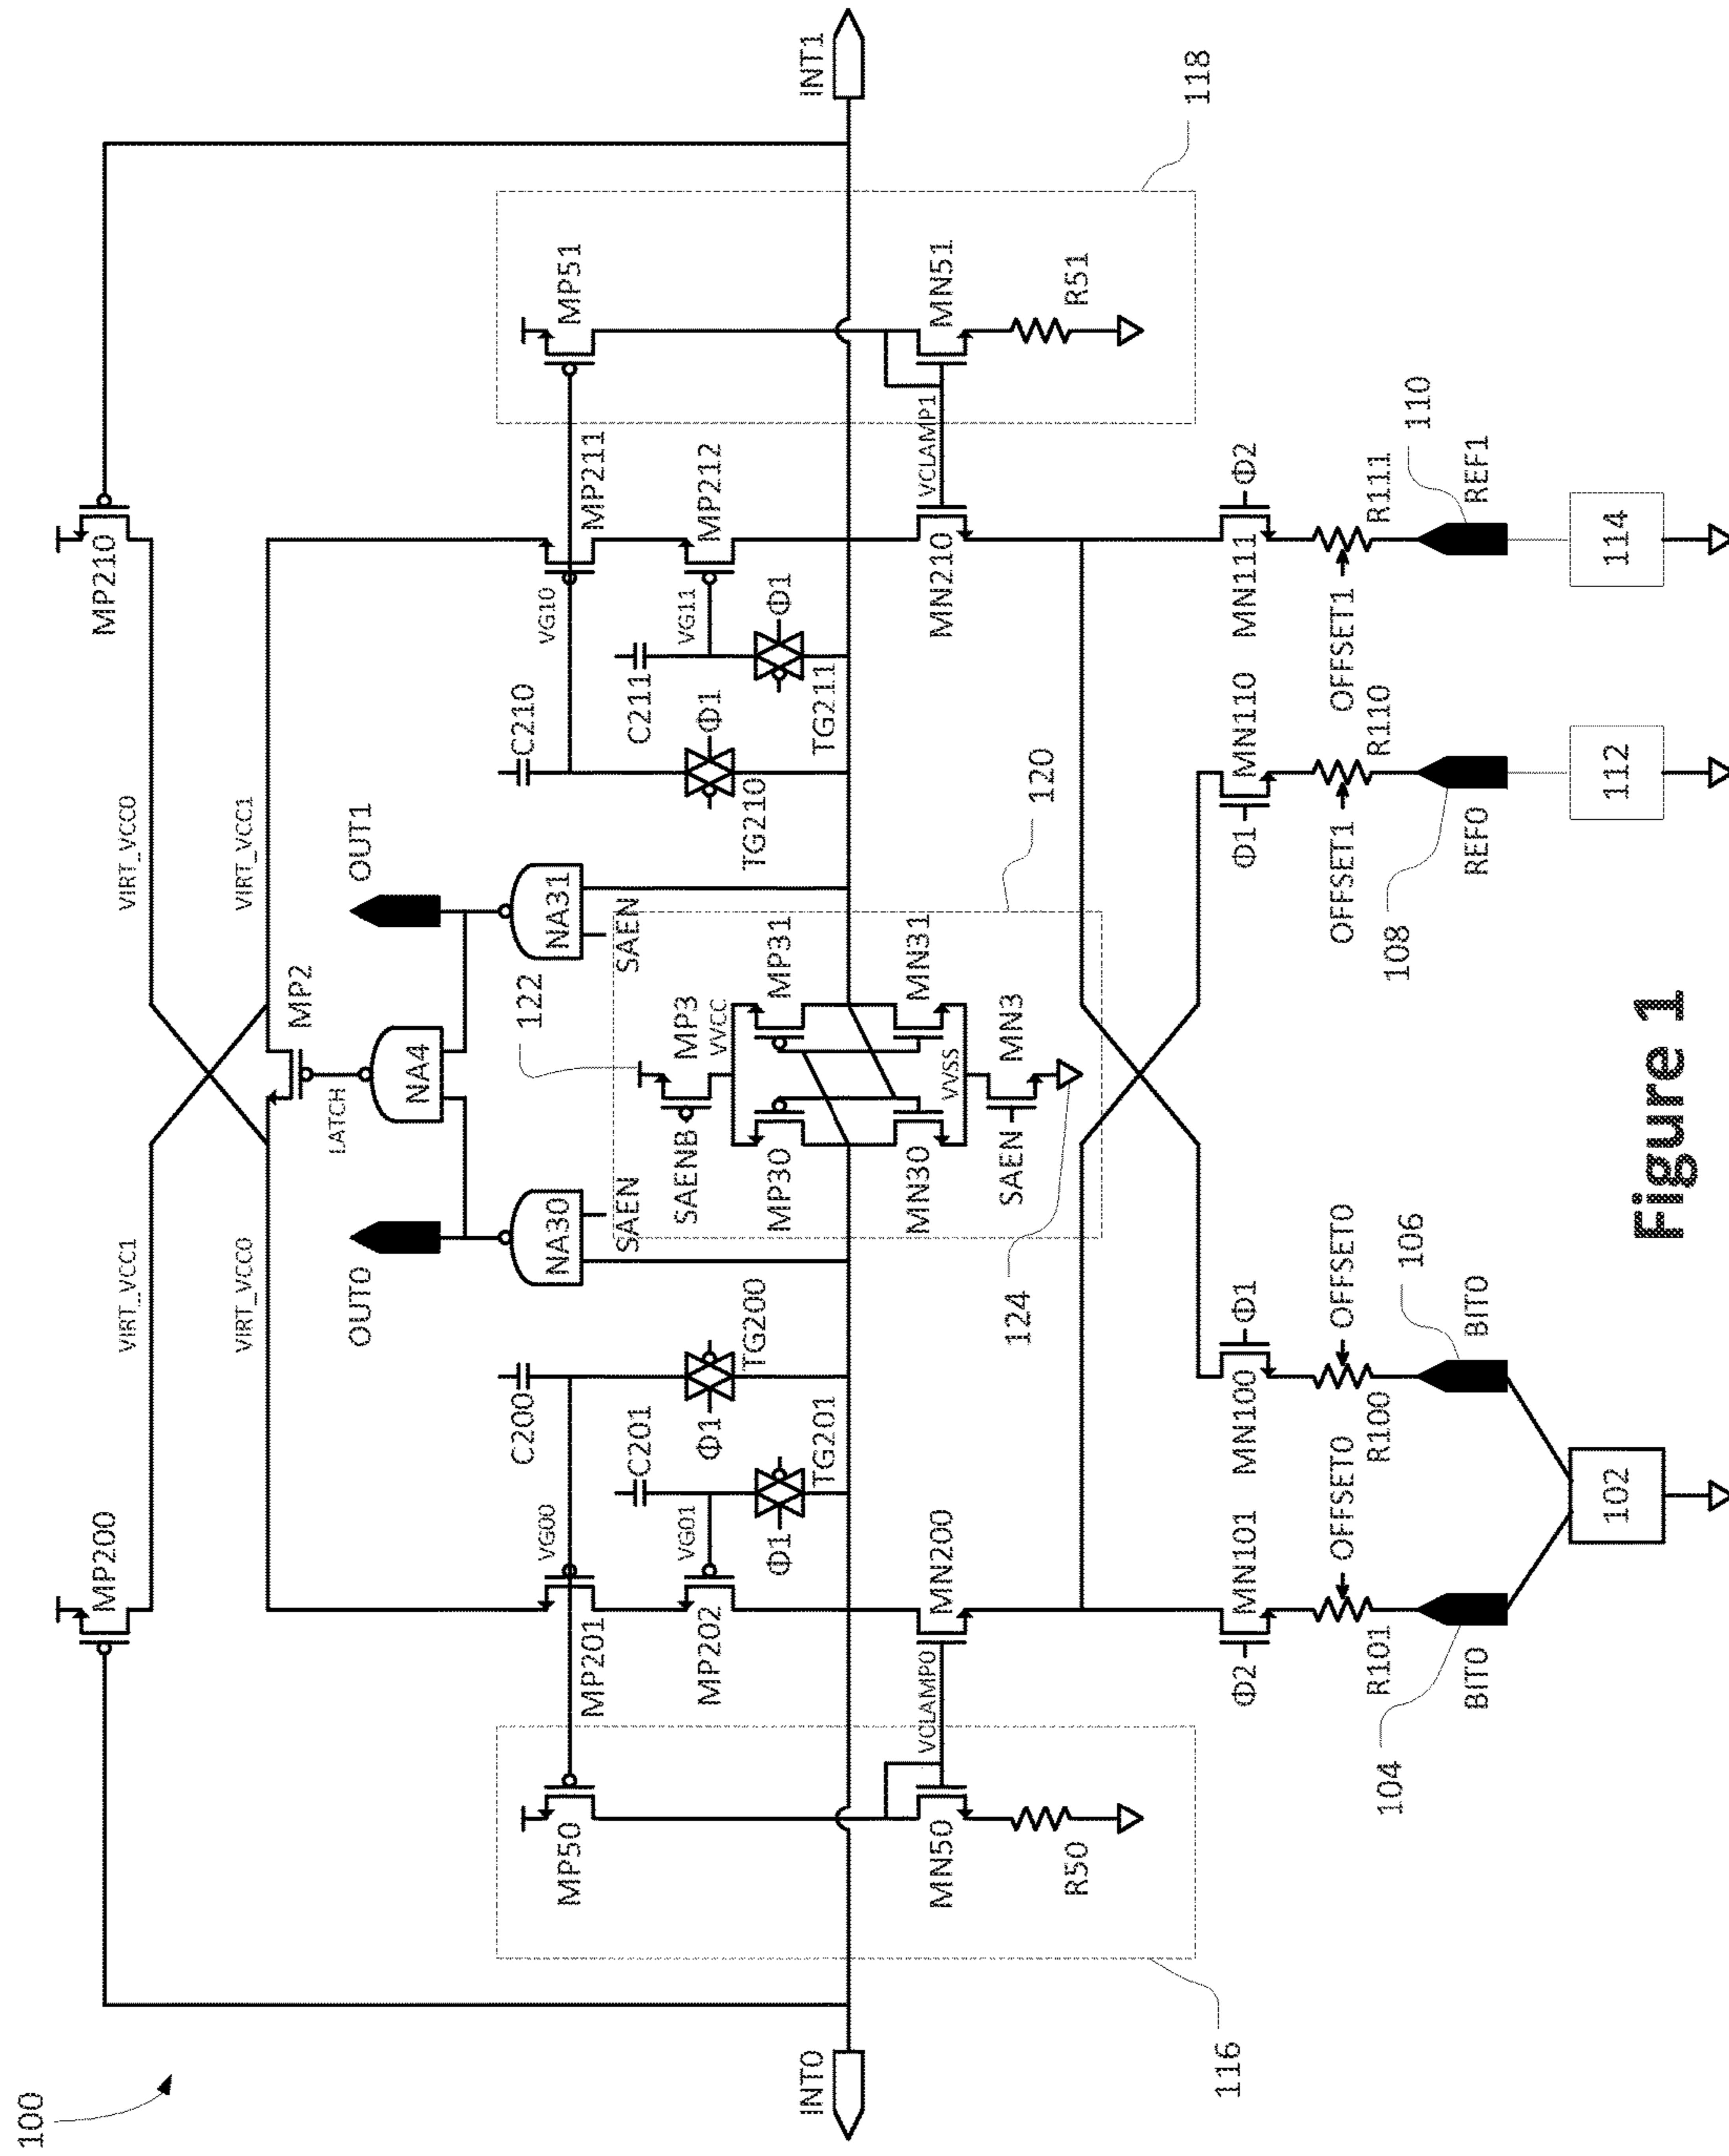 100
MP200
MP210
VIRT_VCC1
VIRT_VCC0
VIRT_VCC0
VIRT_VCC1
MP2
LATCH
NA4
OUT0
OUT1
NA30
NA31
SAEN
SAEN
122
C200
C210
VG00
VG10
MP50
MP51
MP201
MP211
C201
C211
VG01
VG11
MP202
MP212
Φ1
Φ1
TG200
TG210
Φ1
Φ1
TG201
TG211
SAENB
MP3
VVCC
MP30
MP31
INT0
INT1
MN30
MN31
VVSS
SAEN
MN3
120
124
VCLAMP0
VCLAMP1
MN50
MN51
MN200
MN210
R50
R51
116
118
Φ2
MN101
MN100
Φ1
Φ1
MN110
MN111
Φ2
R101
OFFSET0
R100
OFFSET0
OFFSET1
R110
OFFSET1
R111
104
BIT0
BIT0
106
108
REF0
REF1
110
102
112
114
Figure 1